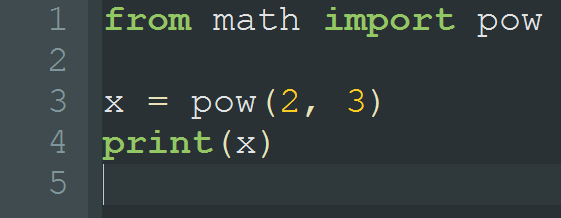 1 from math import pow
2
3 x = pow(2, 3)
4 print(x)
5